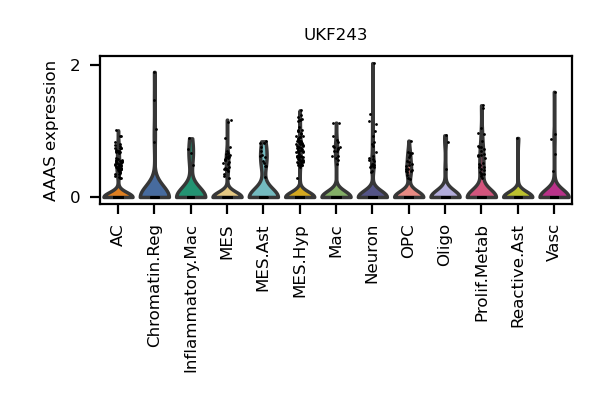 UKF243
AAAS expression
2
0
AC
Chromatin.Reg
Inflammatory.Mac
MES
MES.Ast
MES.Hyp
Mac
Neuron
OPC
Oligo
Prolif.Metab
Reactive.Ast
Vasc